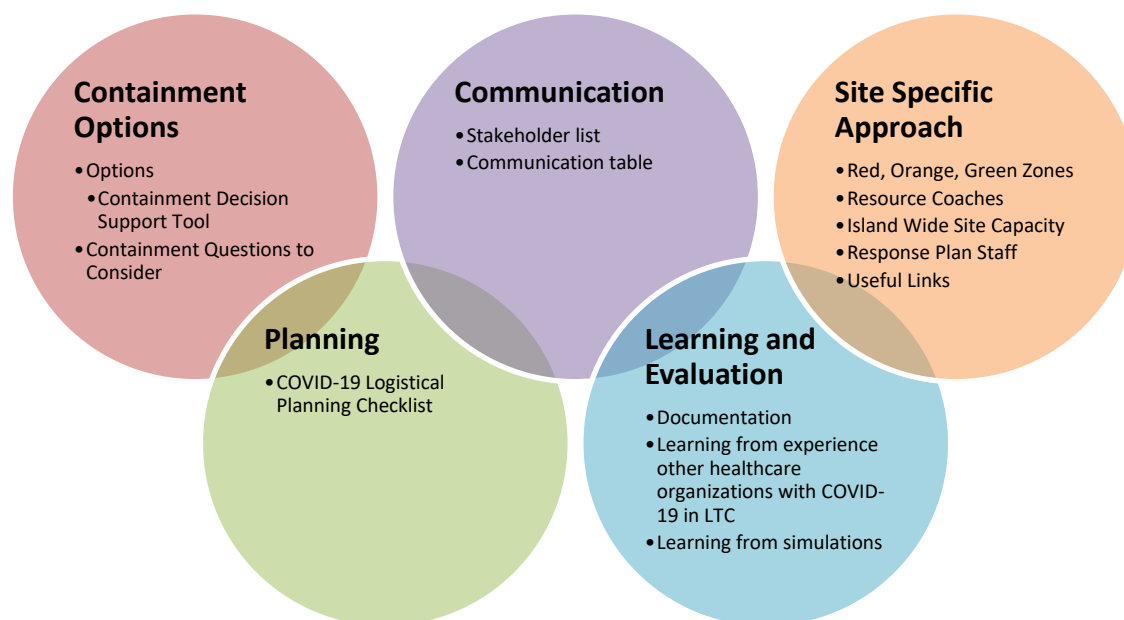 Containment
Options
•Options
•Containment Decision
Support Tool
•Containment Questions to
Consider
Communication
•Stakeholder list
•Communication table
Site Specific
Approach
•Red, Orange, Green Zones
•Resource Coaches
•Island Wide Site Capacity
•Response Plan Staff
•Useful Links
Planning
•COVID-19 Logistical
Planning Checklist
Learning and
Evaluation
•Documentation
•Learning from experience
other healthcare
organizations with COVID-
19 in LTC
•Learning from simulations